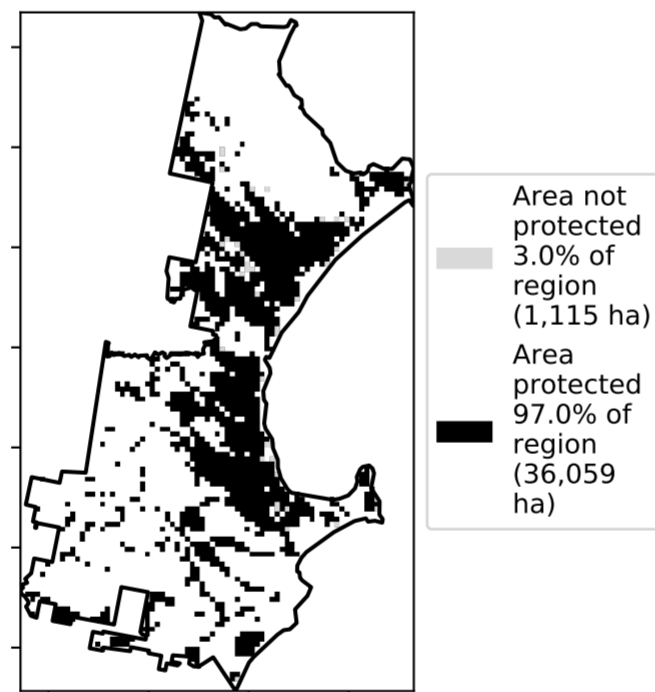 Area not
protected
3.0% of
region
(1,115 ha)
Area
protected
97.0% of
region
(36,059
ha)